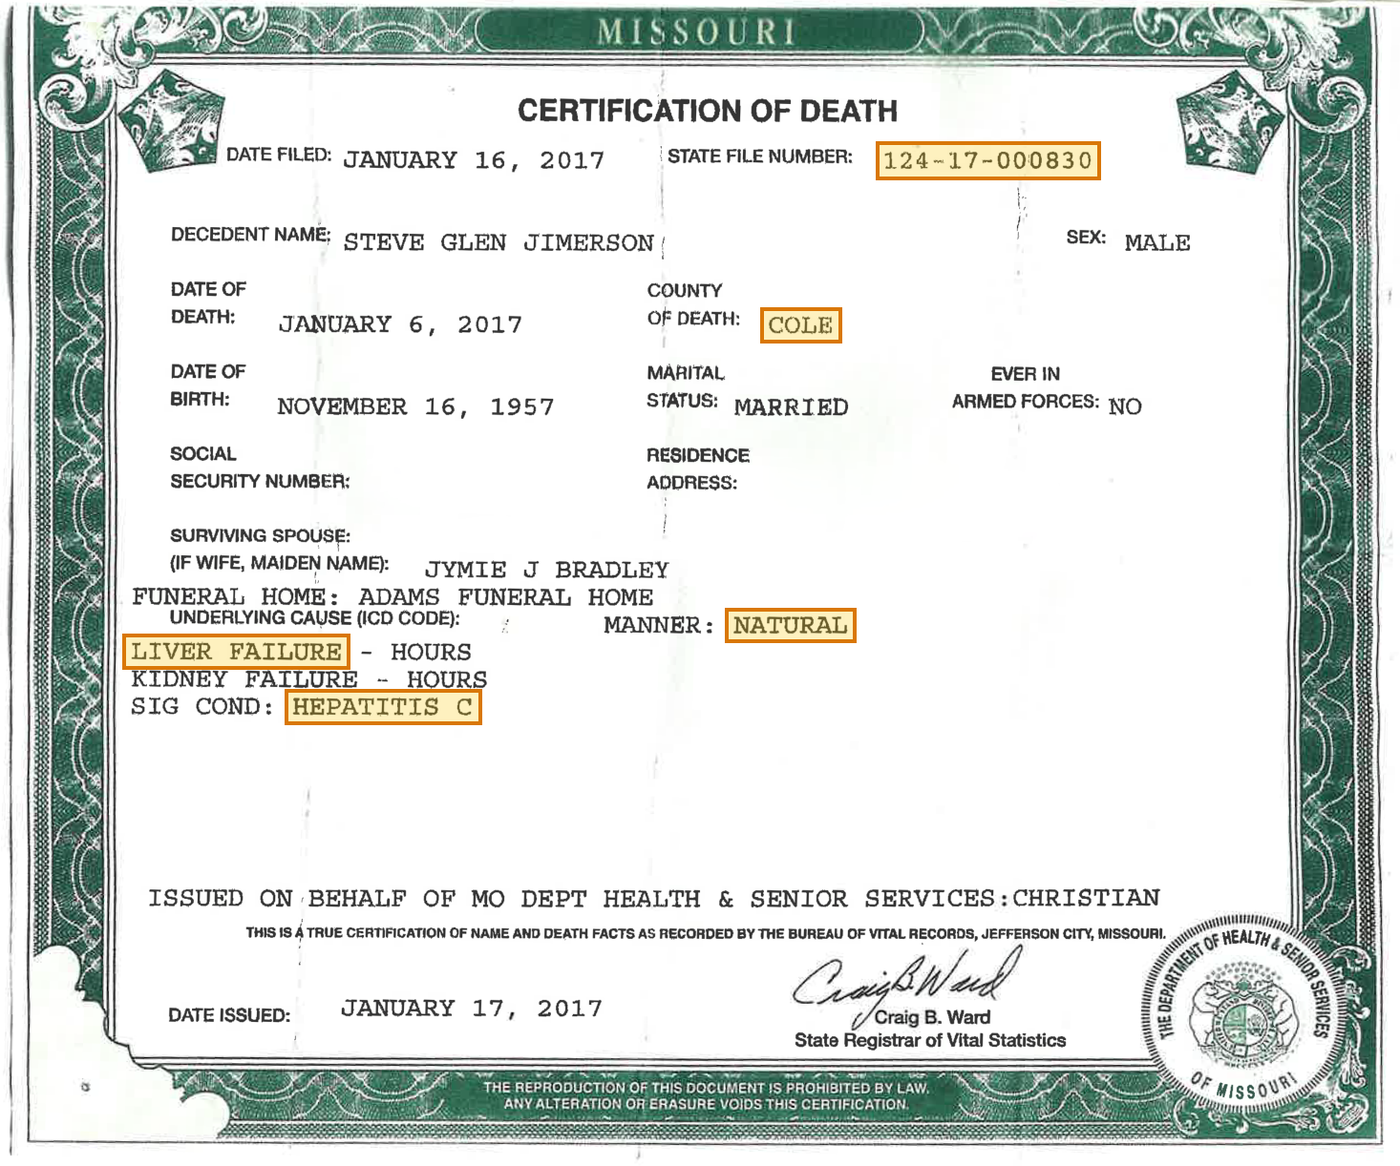 MISSOURI
CERTIFICATION OF DEATH
DATE FILED: JANUARY 16, 2017 STATE FILE NUMBER: 124-17-000830
DECEDENT NAME: STEVE GLEN JIMERSON SEX: MALE
DATE OF DEATH: JANUARY 6, 2017 COUNTY OF DEATH: COLE
DATE OF BIRTH: NOVEMBER 16, 1957 MARITAL STATUS: MARRIED EVER IN ARMED FORCES: NO
SOCIAL SECURITY NUMBER: RESIDENCE ADDRESS:
SURVIVING SPOUSE:
(IF WIFE, MAIDEN NAME): JYMIE J BRADLEY
FUNERAL HOME: ADAMS FUNERAL HOME
UNDERLYING CAUSE (ICD CODE): MANNER: NATURAL
LIVER FAILURE - HOURS
KIDNEY FAILURE - HOURS
SIG COND: HEPATITIS C
ISSUED ON BEHALF OF MO DEPT HEALTH & SENIOR SERVICES:CHRISTIAN
THIS IS A TRUE CERTIFICATION OF NAME AND DEATH FACTS AS RECORDED BY THE BUREAU OF VITAL RECORDS, JEFFERSON CITY, MISSOURI.
Craig B. Ward
DATE ISSUED: JANUARY 17, 2017
Craig B. Ward
State Registrar of Vital Statistics
THE DEPARTMENT OF HEALTH & SENIOR SERVICES
OF MISSOURI
THE REPRODUCTION OF THIS DOCUMENT IS PROHIBITED BY LAW.
ANY ALTERATION OR ERASURE VOIDS THIS CERTIFICATION.